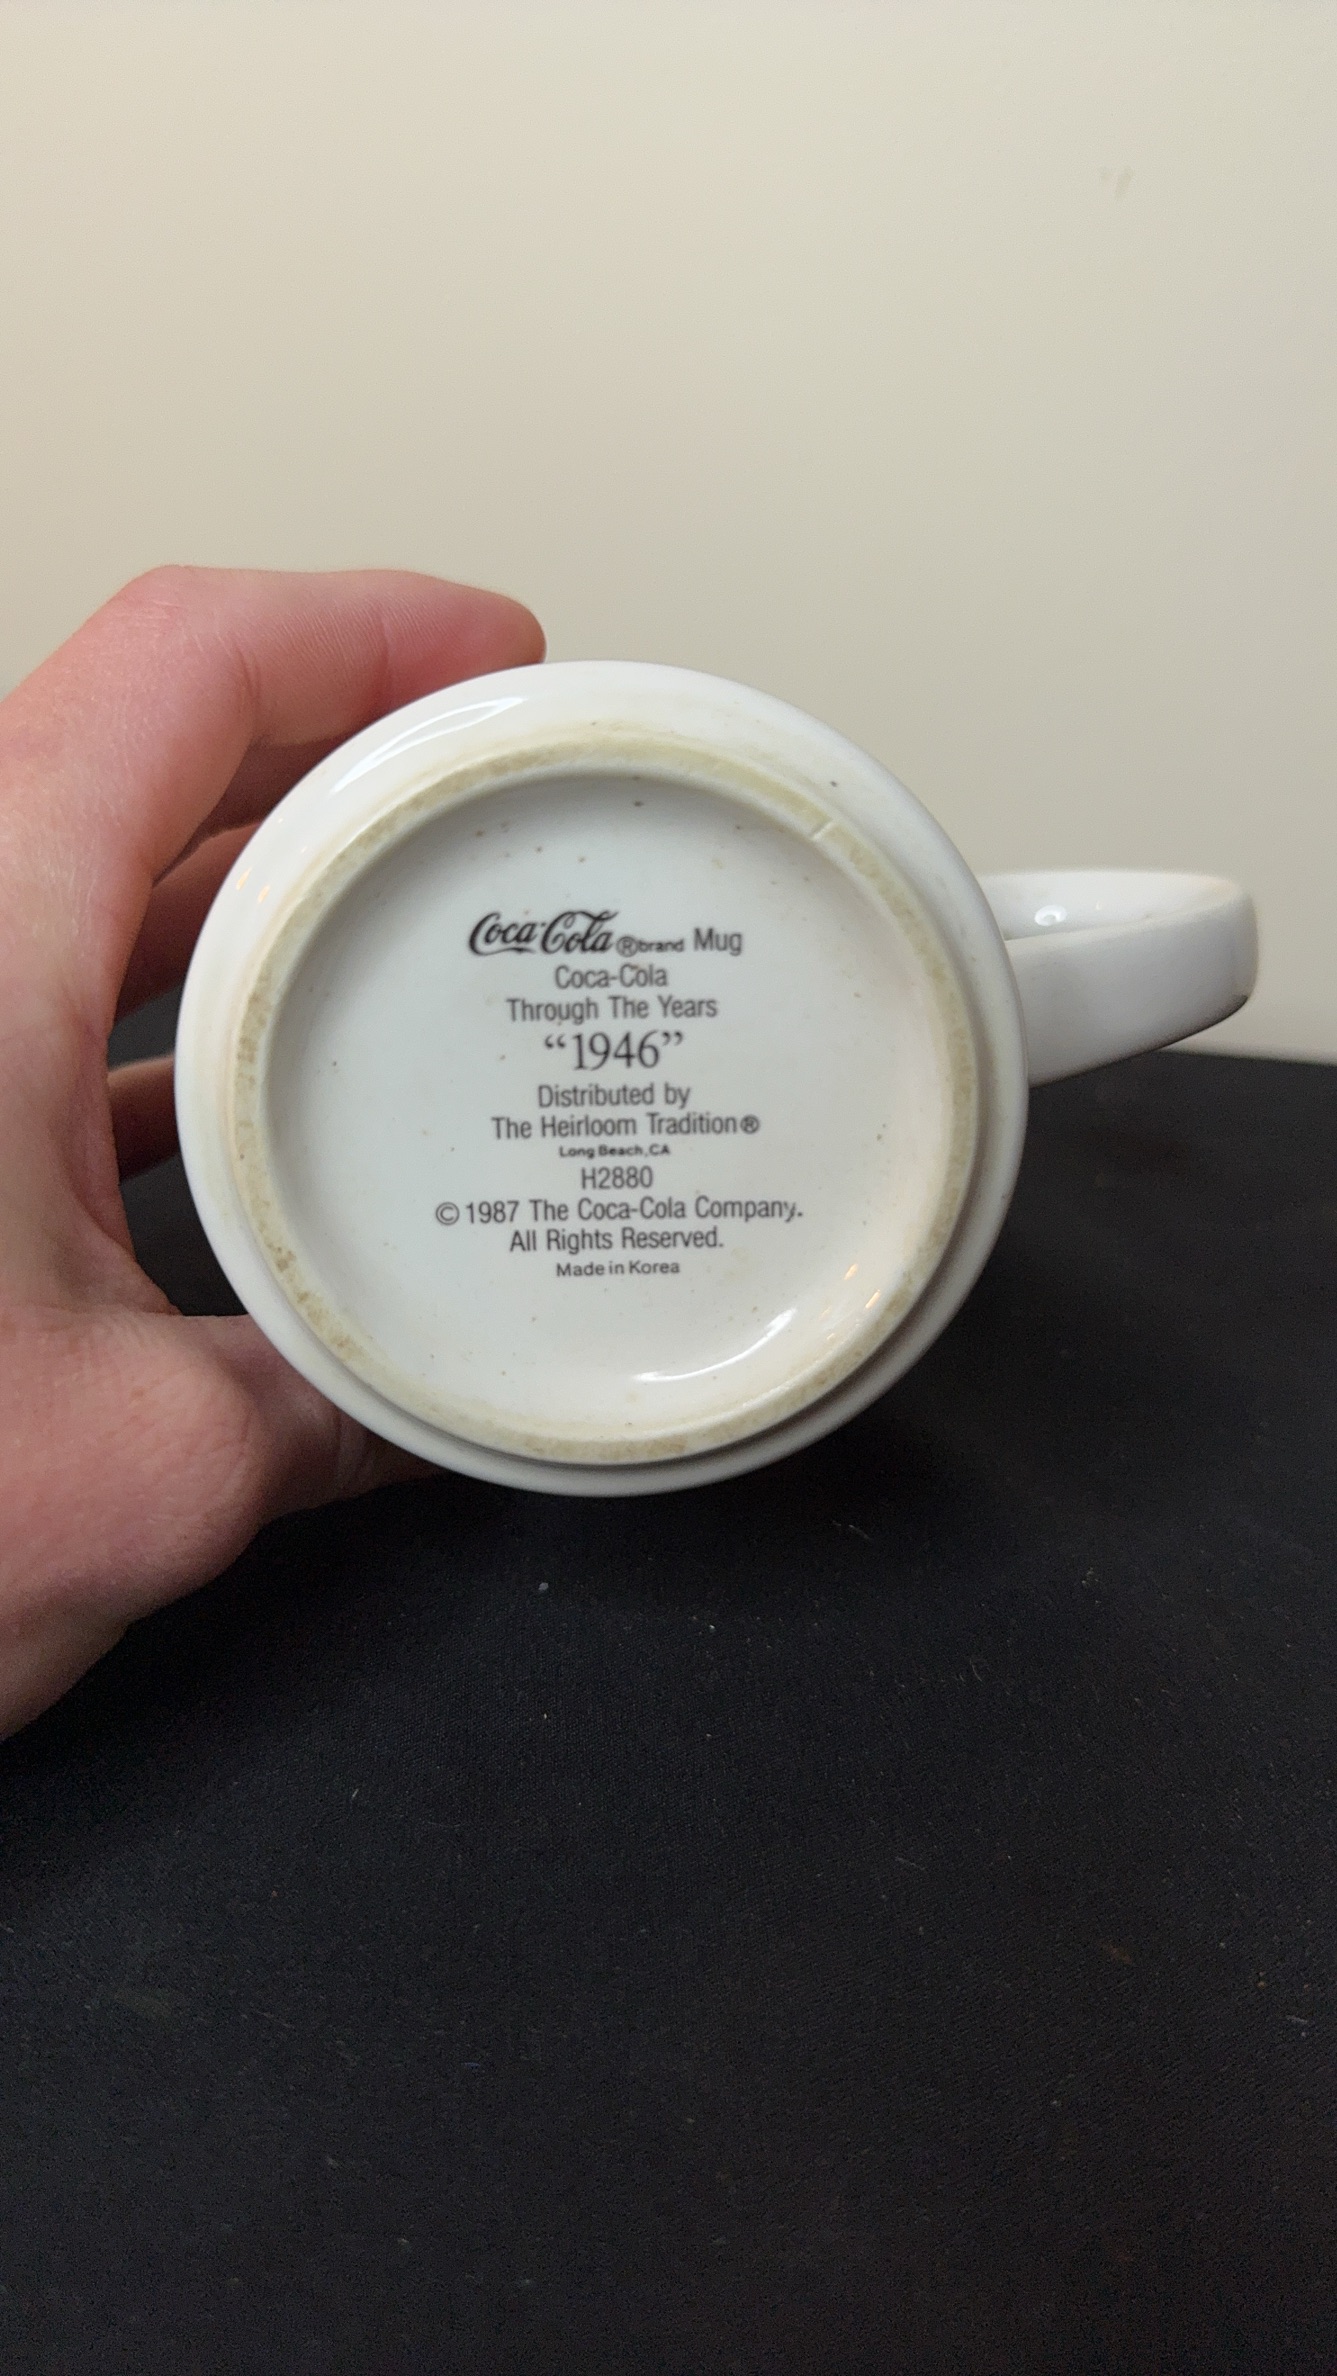 Coca-Cola ® brand Mug
Coca-Cola
Through The Years
“1946”
Distributed by
The Heirloom Tradition®
Long Beach, CA
H2880
© 1987 The Coca-Cola Company.
All Rights Reserved.
Made in Korea